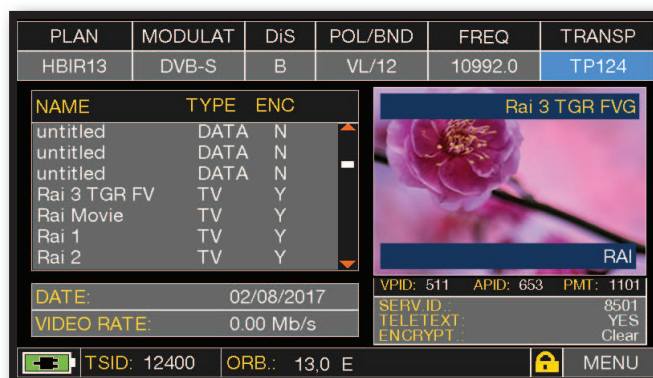 PLAN MODULAT DiS POL/BND FREQ TRANSP
HBIR13 DVB-S B VL/12 10992.0 TP124
NAME TYPE ENC
untitled DATA N
untitled DATA N
untitled DATA N
Rai 3 TGR FV TV Y
Rai Movie TV Y
Rai 1 TV Y
Rai 2 TV Y
Rai 3 TGR FVG
RAI
DATE: 02/08/2017
VIDEO RATE: 0.00 Mb/s
VPID: 511 APID: 653 PMT: 1101
SERV.ID.: 8501
TELETEXT: YES
ENCRYPT.: Clear
TSID: 12400 ORB.: 13,0 E MENU